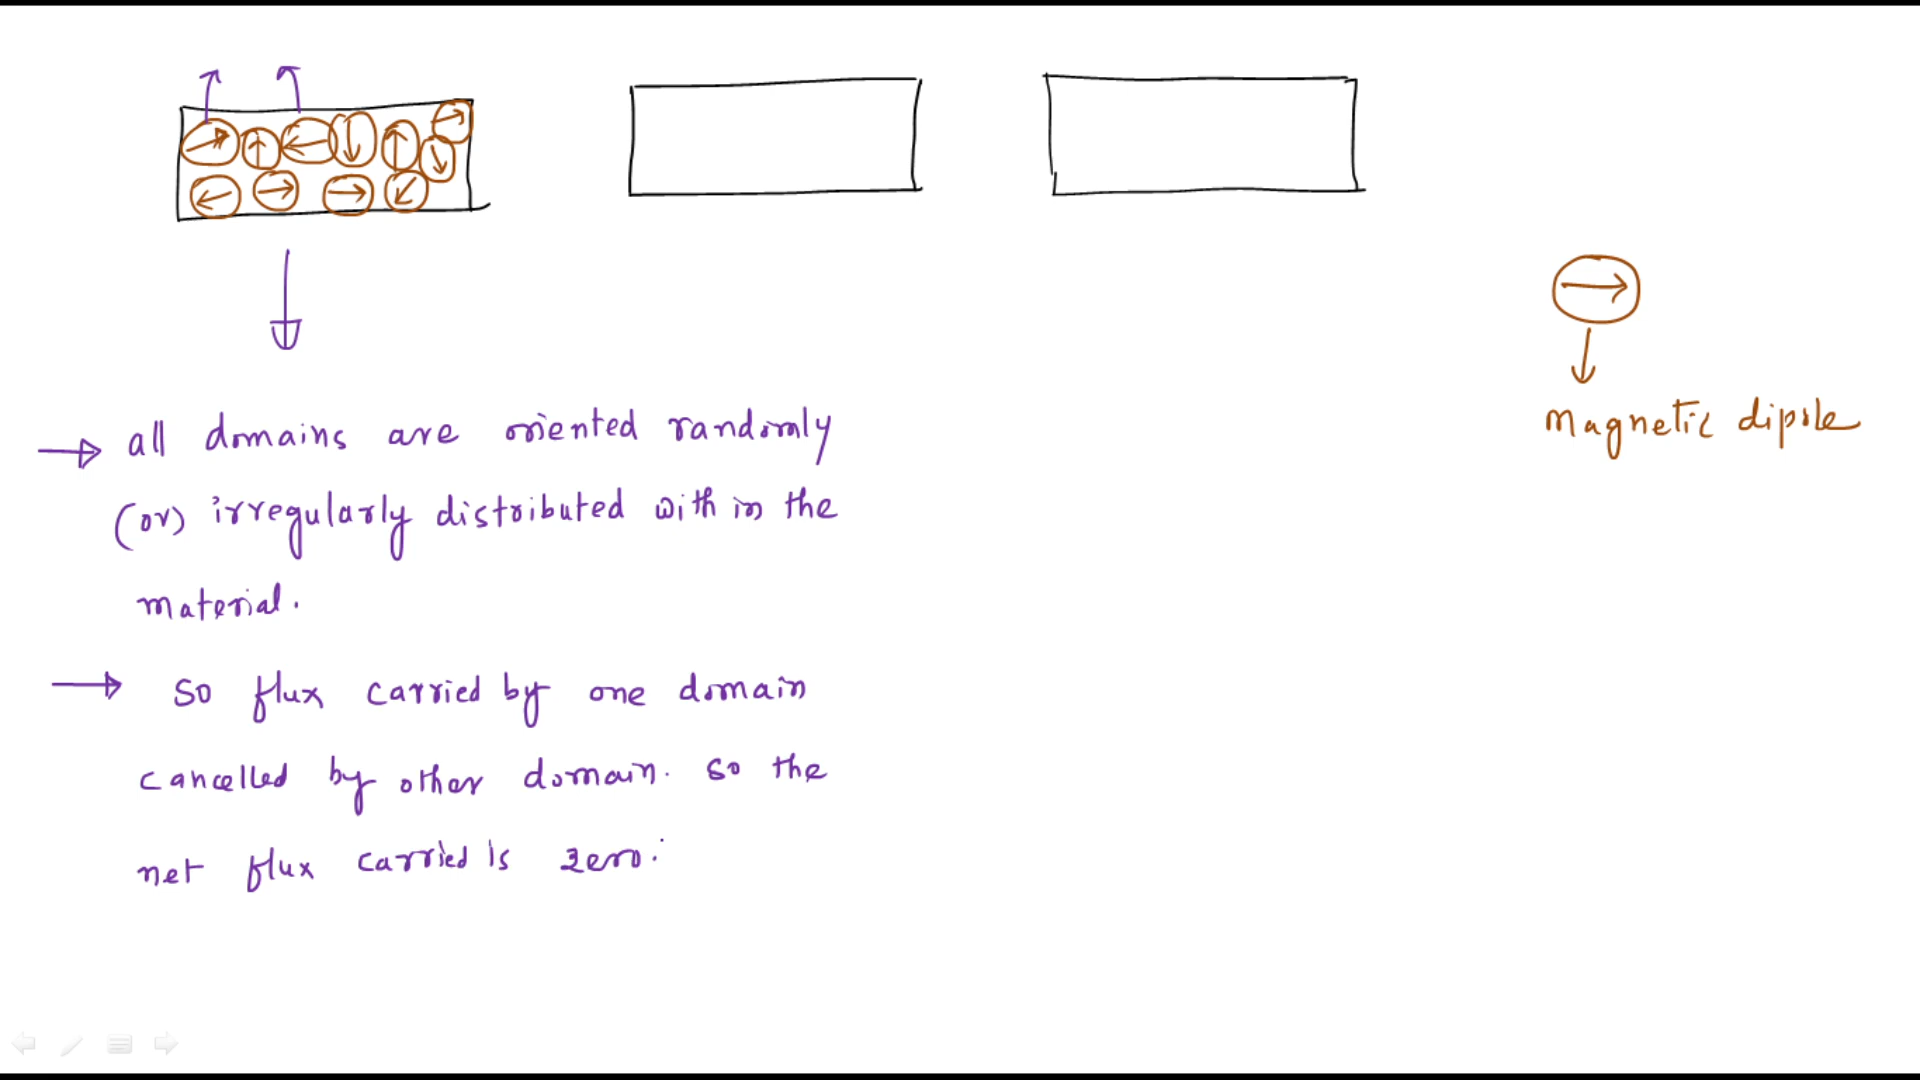 all domains are oriented randomly
(or) irregularly distributed with in the
material.
So flux carried by one domain
cancelled by other domain. so the
net flux carried is zero.
magnetic dipole